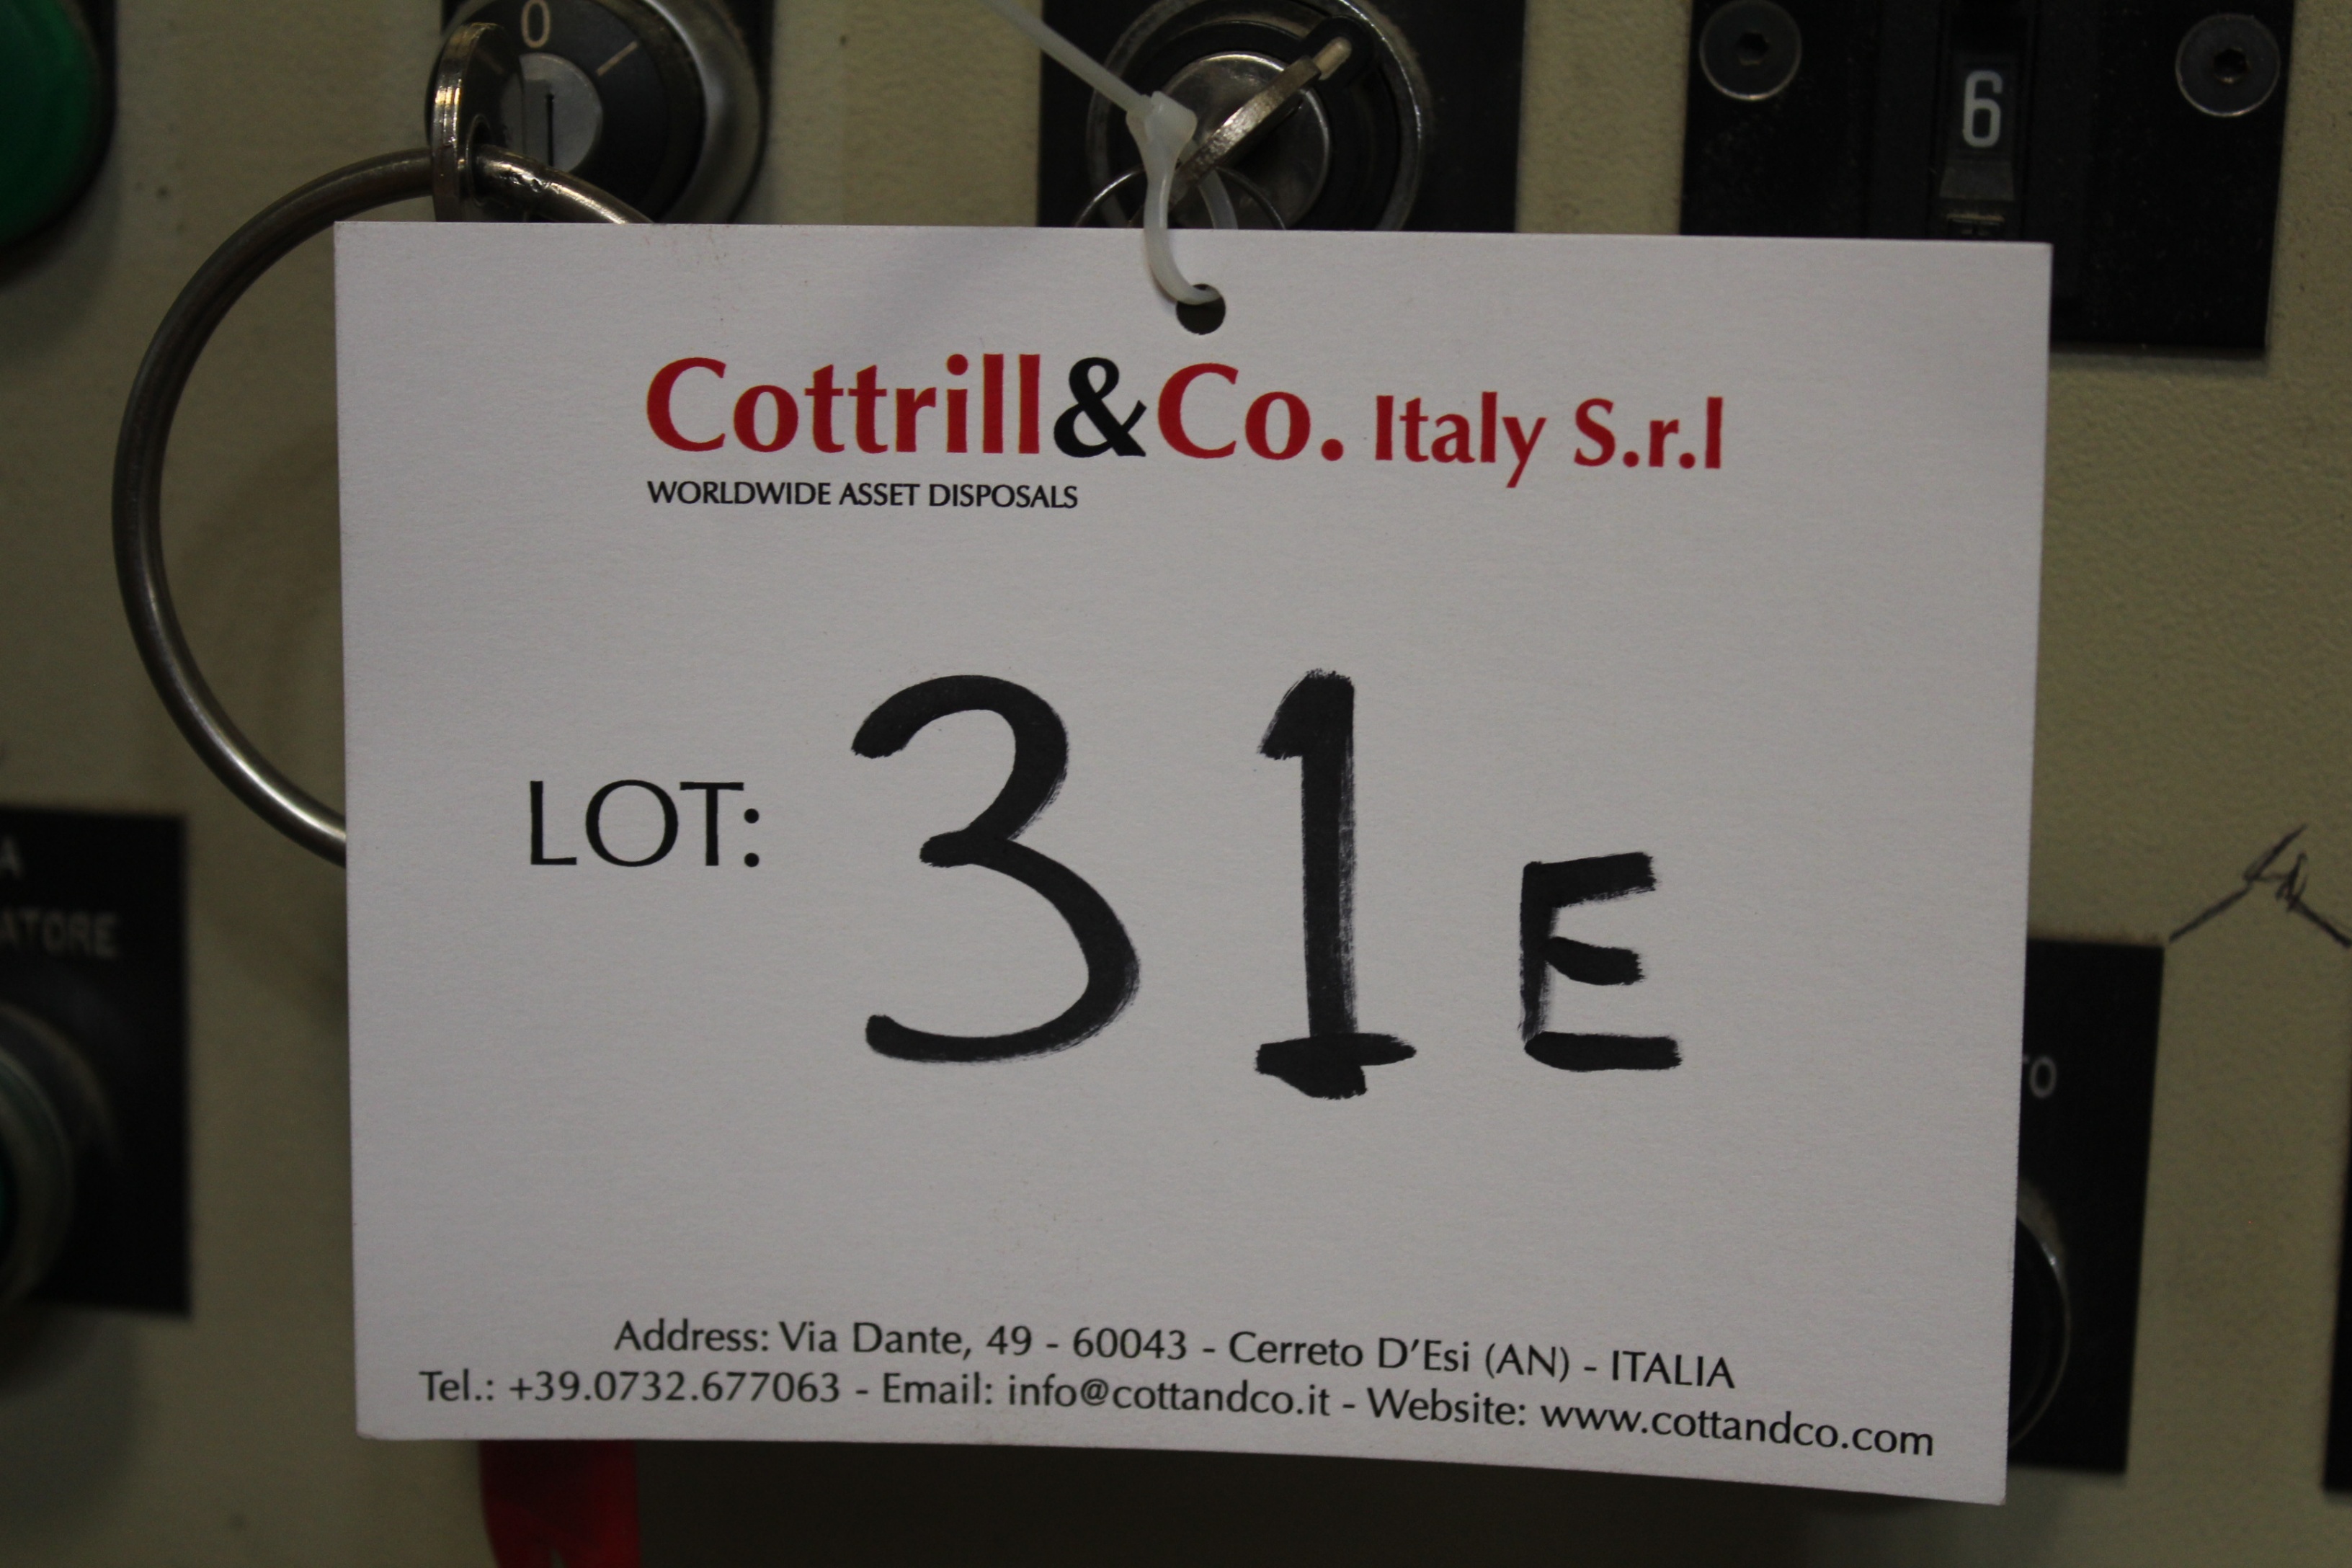 0
6
Cottrill&Co. Italy S.r.l
WORLDWIDE ASSET DISPOSALS
LOT: 31E
Address: Via Dante, 49 - 60043 - Cerreto D'Esi (AN) - ITALIA
Tel.: +39.0732.677063 - Email: info@cottandco.it - Website: www.cottandco.com